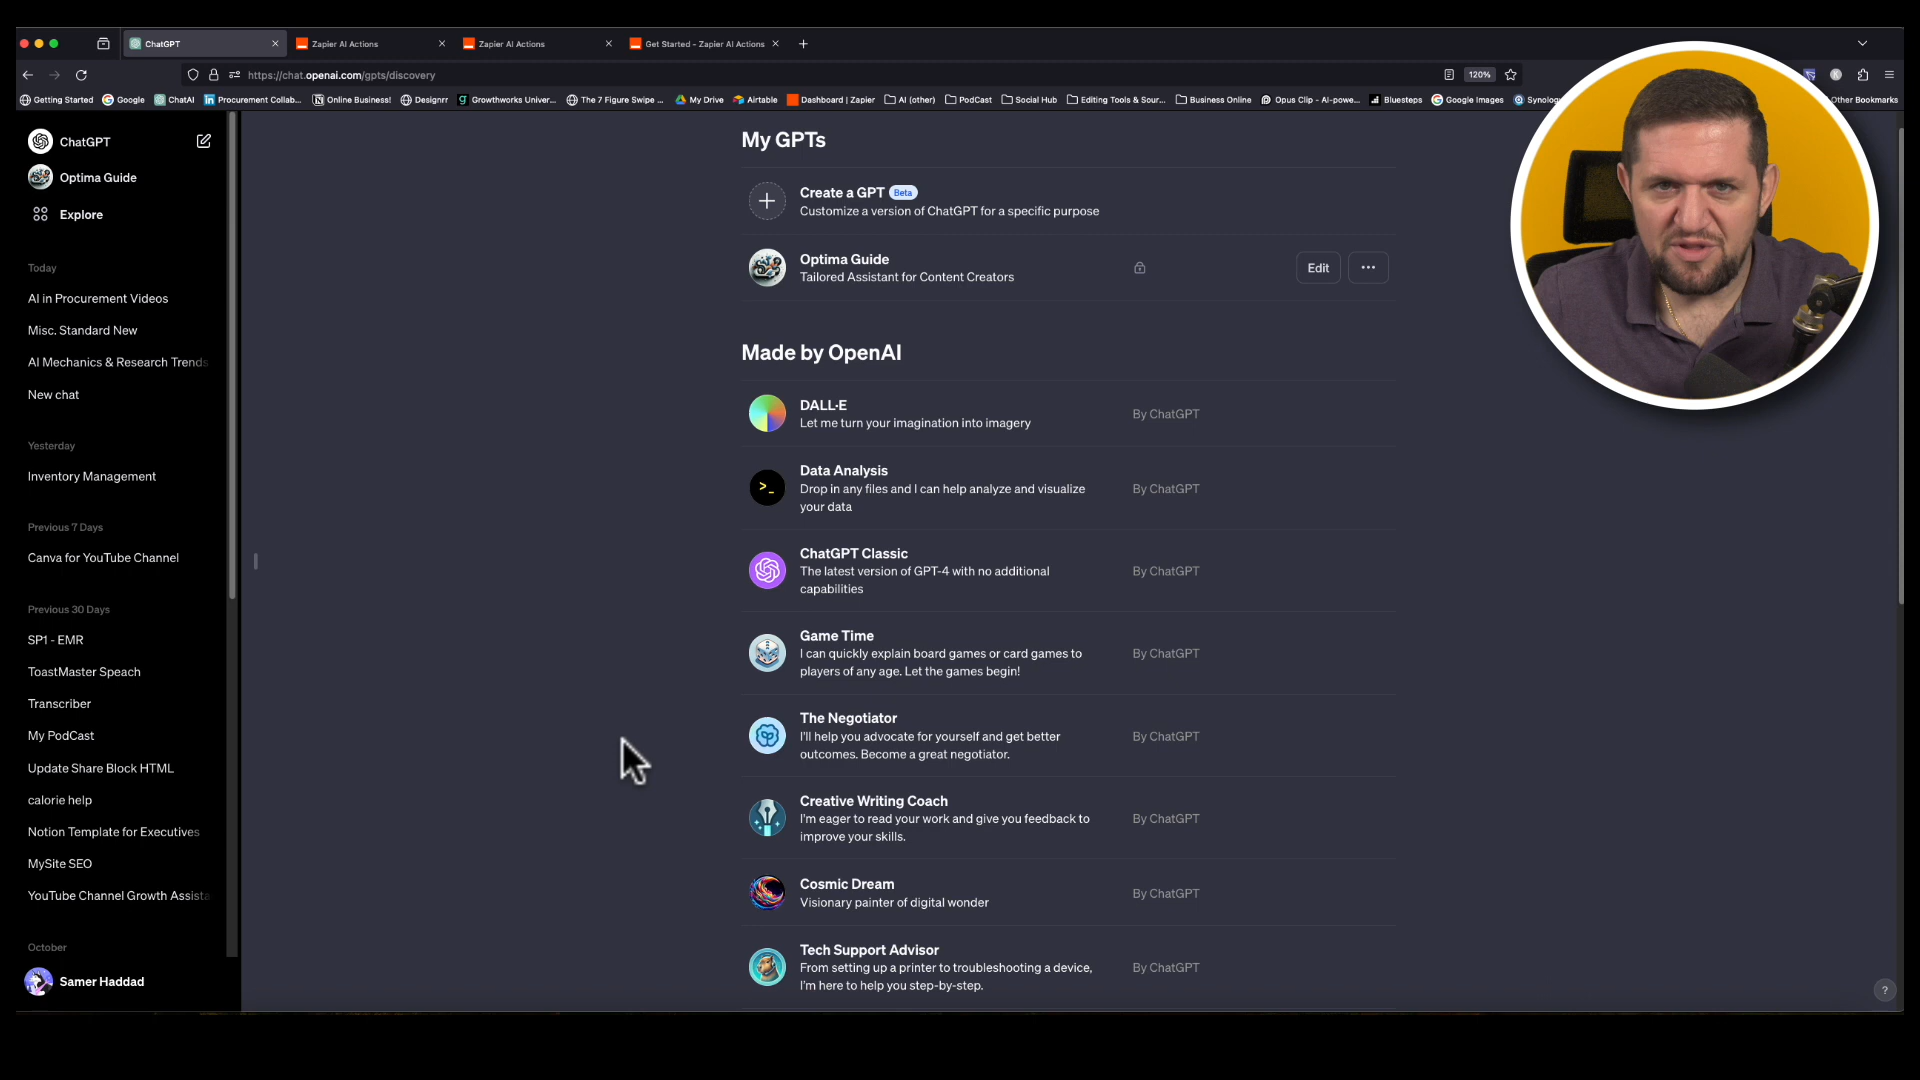 ChatGPT
Zapier AI Actions
Zapier AI Actions
Get Started - Zapier AI Actions
https://chat.openai.com/gpts/discovery
120%
Getting Started
Google
ChatAI
Procurement Collab...
Online Business!
Designrr
Growthworks Univer...
The 7 Figure Swipe ...
My Drive
Airtable
Dashboard | Zapier
AI (other)
PodCast
Social Hub
Editing Tools & Sour...
Business Online
Opus Clip - AI-powe...
Bluesteps
Google Images
Synolog
Other Bookmarks
ChatGPT
Optima Guide
Explore
Today
AI in Procurement Videos
Misc. Standard New
AI Mechanics & Research Trends
New chat
Yesterday
Inventory Management
Previous 7 Days
Canva for YouTube Channel
Previous 30 Days
SP1 - EMR
ToastMaster Speach
Transcriber
My PodCast
Update Share Block HTML
calorie help
Notion Template for Executives
MySite SEO
YouTube Channel Growth Assista
October
Samer Haddad
My GPTs
Create a GPT Beta
Customize a version of ChatGPT for a specific purpose
Optima Guide
Tailored Assistant for Content Creators
Edit
Made by OpenAI
DALL·E
Let me turn your imagination into imagery
By ChatGPT
Data Analysis
Drop in any files and I can help analyze and visualize
your data
By ChatGPT
ChatGPT Classic
The latest version of GPT-4 with no additional
capabilities
By ChatGPT
Game Time
I can quickly explain board games or card games to
players of any age. Let the games begin!
By ChatGPT
The Negotiator
I'll help you advocate for yourself and get better
outcomes. Become a great negotiator.
By ChatGPT
Creative Writing Coach
I'm eager to read your work and give you feedback to
improve your skills.
By ChatGPT
Cosmic Dream
Visionary painter of digital wonder
By ChatGPT
Tech Support Advisor
From setting up a printer to troubleshooting a device,
I'm here to help you step-by-step.
By ChatGPT
?